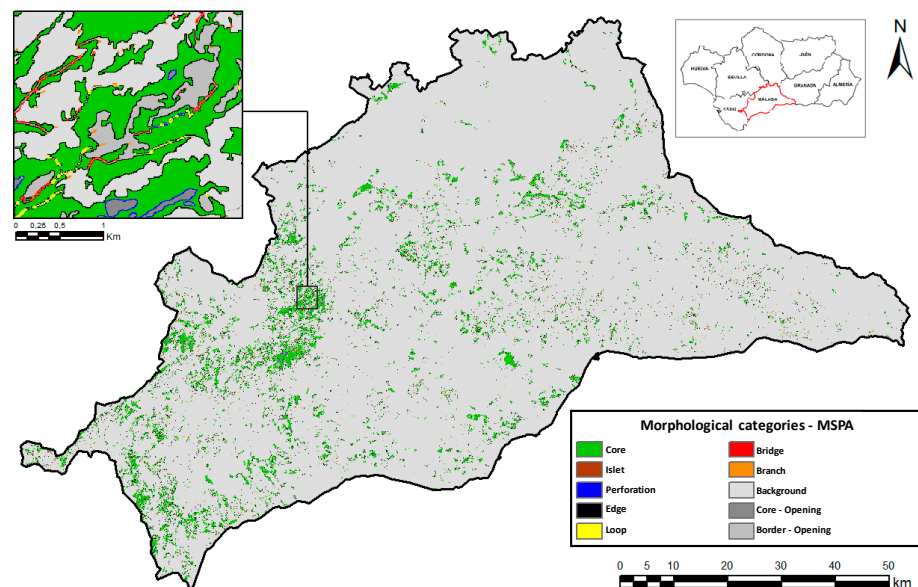 N
CÓRDOBA
JAÉN
HUELVA
SEVILLA
GRANADA
ALMERÍA
MÁLAGA
CÁDIZ
0 0,25 0,5 1
Km
Morphological categories - MSPA
Core
Bridge
Islet
Branch
Perforation
Background
Edge
Core - Opening
Loop
Border - Opening
0 5 10 20 30 40 50
km